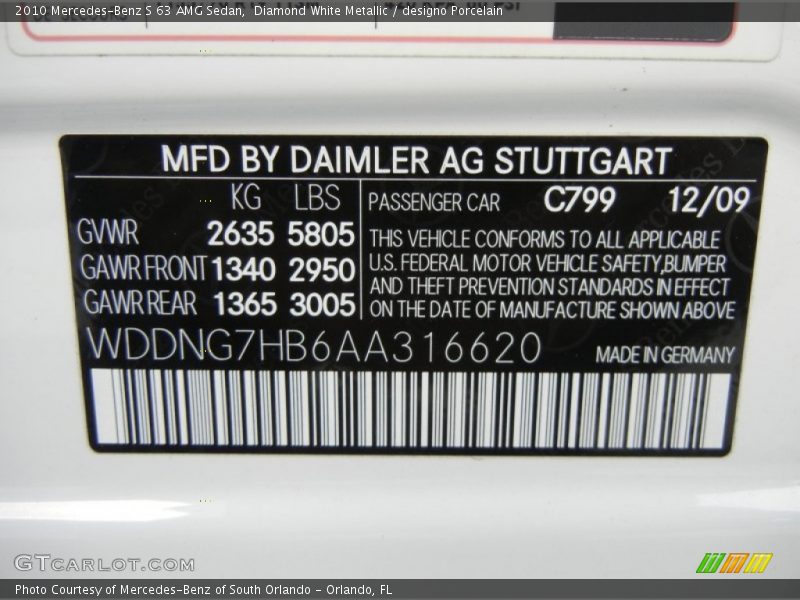 2010 Mercedes-Benz S 63 AMG Sedan, Diamond White Metallic / designo Porcelain
MFD BY DAIMLER AG STUTTGART
KG LBS
GVWR 2635 5805
GAWR FRONT 1340 2950
GAWR REAR 1365 3005
PASSENGER CAR C799 12/09
THIS VEHICLE CONFORMS TO ALL APPLICABLE
U.S. FEDERAL MOTOR VEHICLE SAFETY,BUMPER
AND THEFT PREVENTION STANDARDS IN EFFECT
ON THE DATE OF MANUFACTURE SHOWN ABOVE
WDDNG7HB6AA316620
MADE IN GERMANY
GTCARLOT.COM
Photo Courtesy of Mercedes-Benz of South Orlando - Orlando, FL